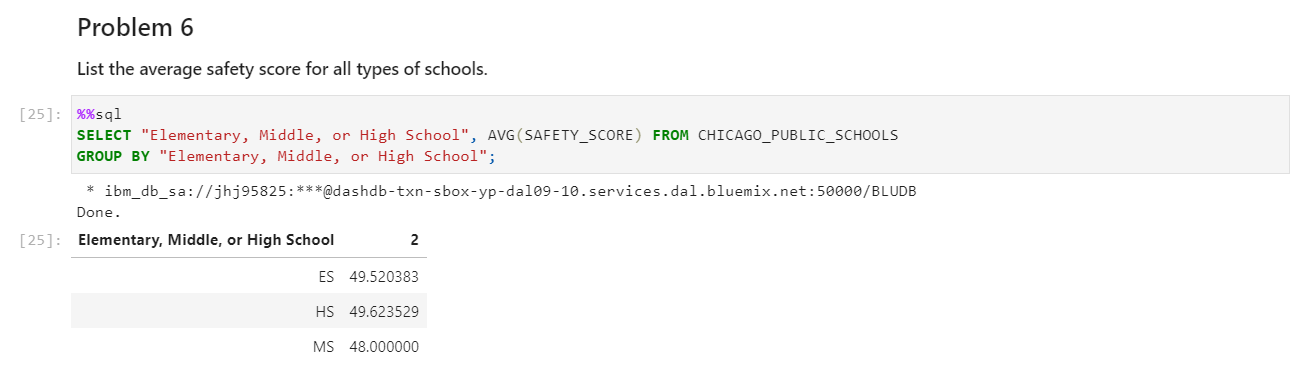 Problem 6
List the average safety score for all types of schools.
[25]: %%sql
SELECT "Elementary, Middle, or High School", AVG(SAFETY_SCORE) FROM CHICAGO_PUBLIC_SCHOOLS
GROUP BY "Elementary, Middle, or High School";
* ibm_db_sa://jhj95825:***@dashdb-txn-sbox-yp-dal09-10.services.dal.bluemix.net:50000/BLUDB
Done.
[25]: Elementary, Middle, or High School 2
ES 49.520383
HS 49.623529
MS 48.000000